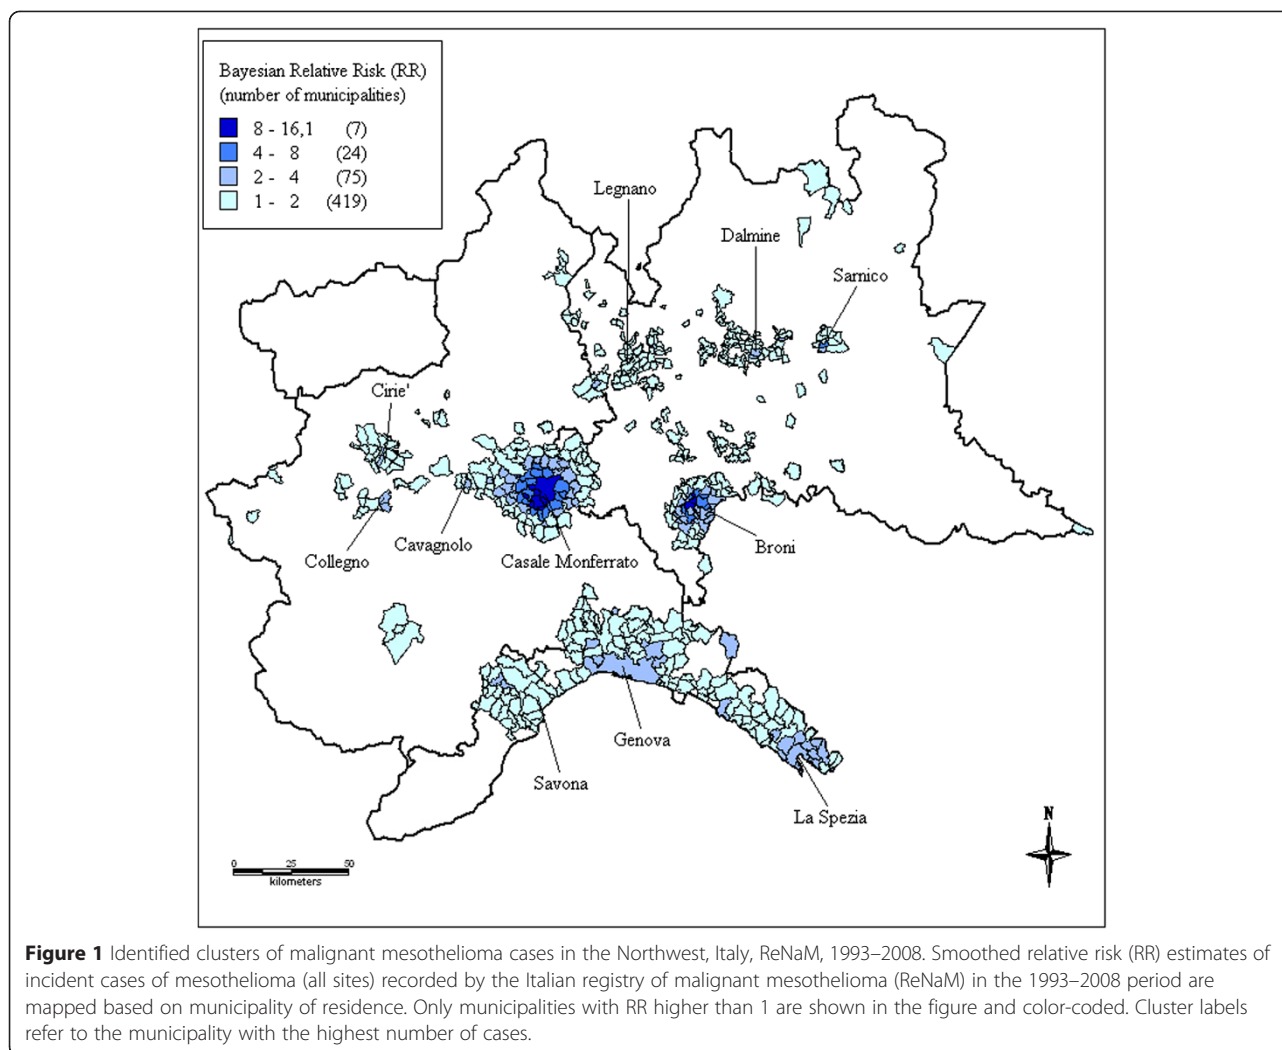 Bayesian Relative Risk (RR)
(number of municipalities)
8 - 16,1 (7)
4 - 8 (24)
2 - 4 (75)
1 - 2 (419)
Legnano
Dalmine
Sarnico
Cirie'
Collegno
Cavagnolo
Casale Monferrato
Broni
Genova
Savona
La Spezia
N
0 25 50
kilometers
Figure 1 Identified clusters of malignant mesothelioma cases in the Northwest, Italy, ReNaM, 1993–2008. Smoothed relative risk (RR) estimates of
incident cases of mesothelioma (all sites) recorded by the Italian registry of malignant mesothelioma (ReNaM) in the 1993–2008 period are
mapped based on municipality of residence. Only municipalities with RR higher than 1 are shown in the figure and color-coded. Cluster labels
refer to the municipality with the highest number of cases.